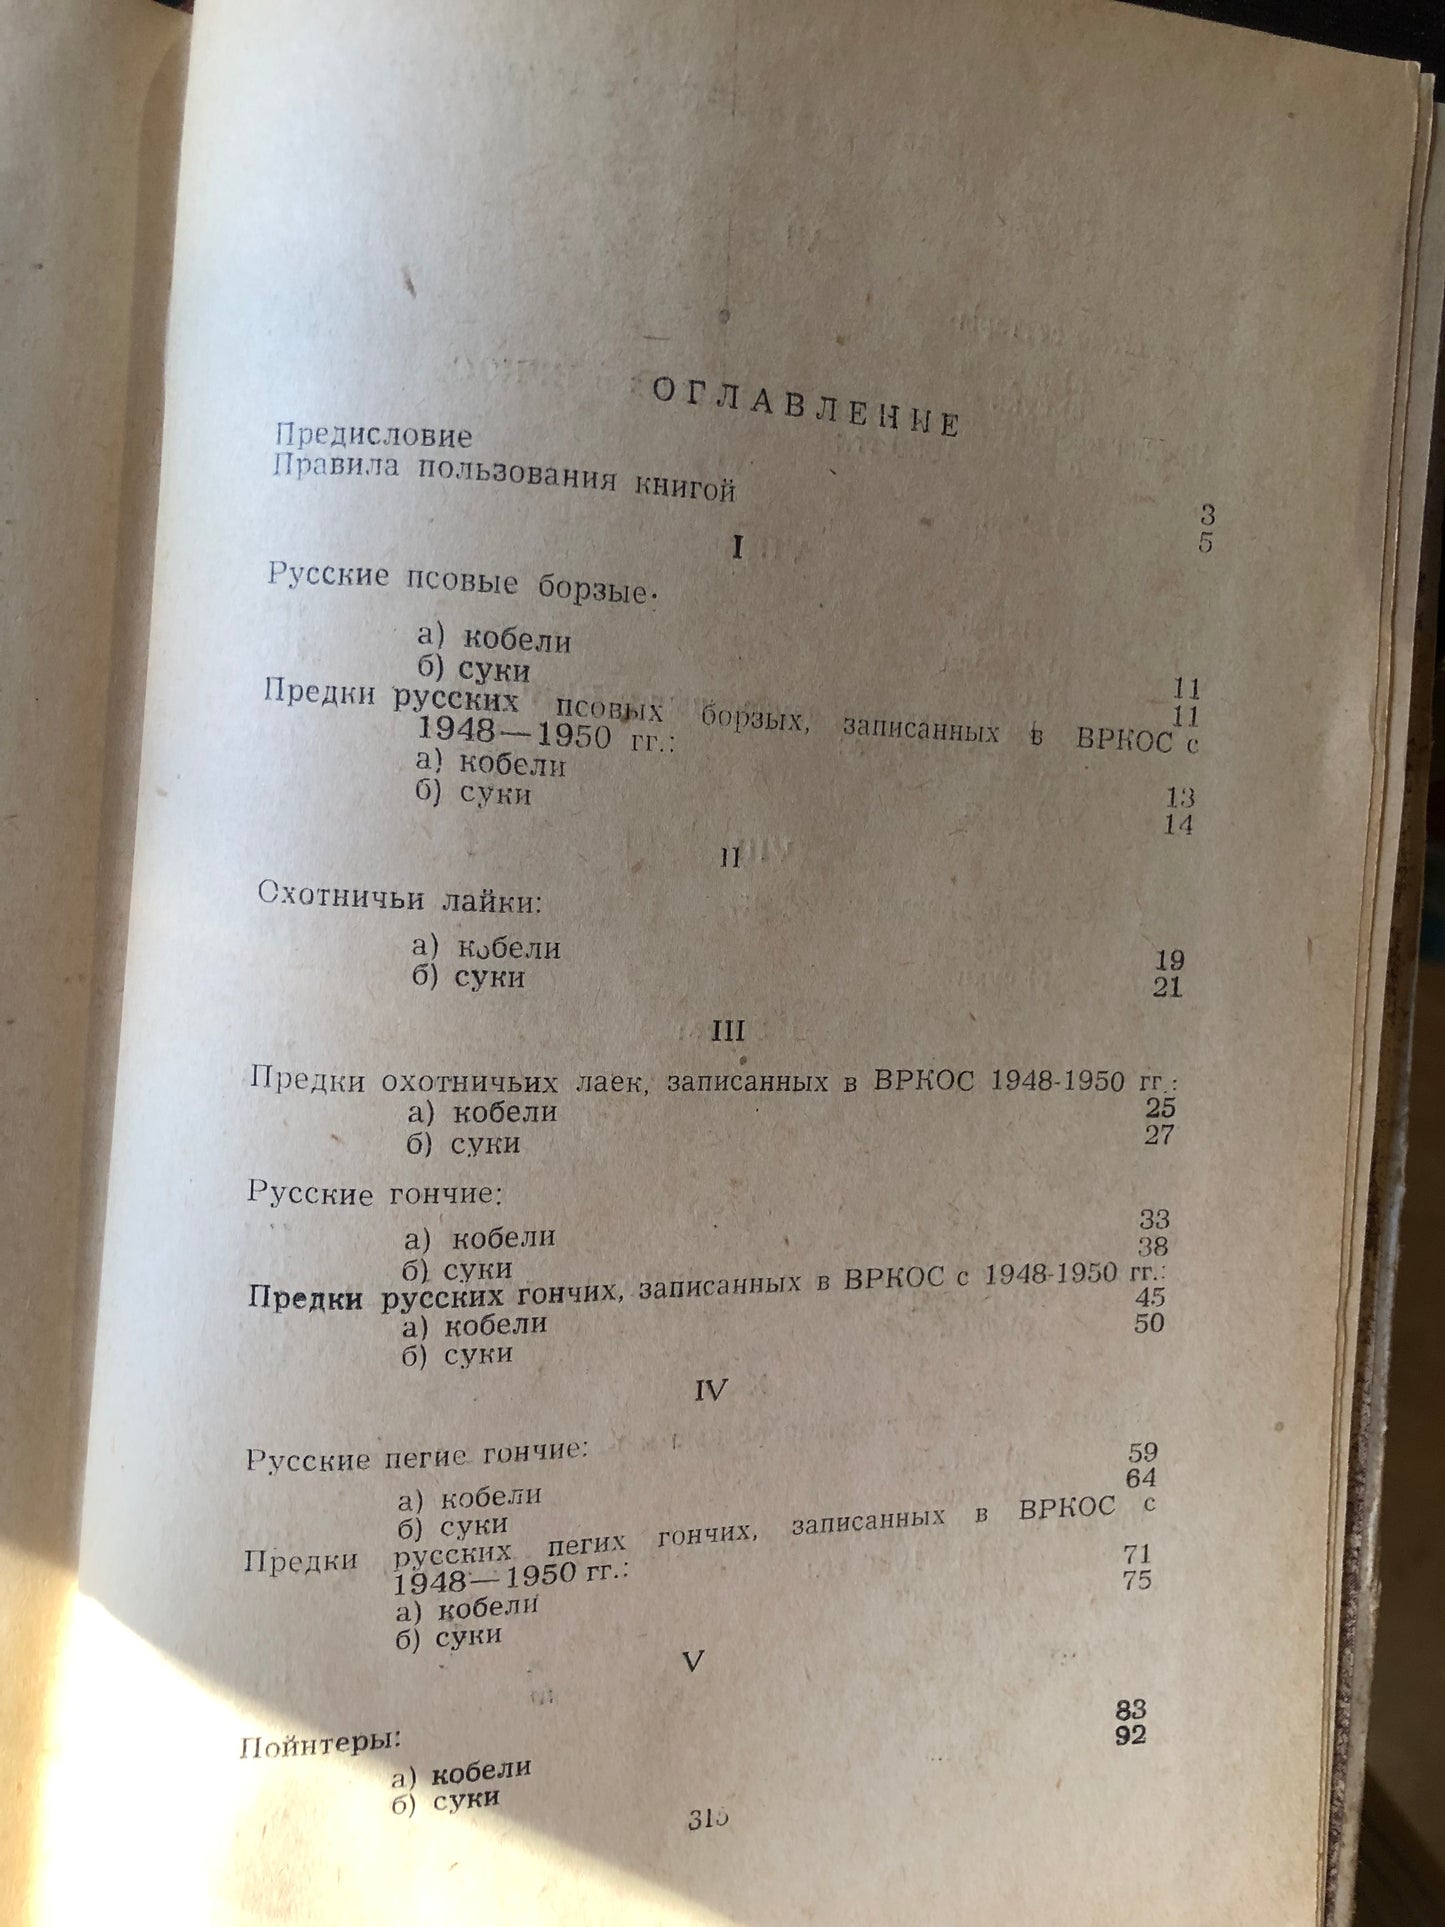 ОГЛАВЛЕНИЕ
Предисловие 3
Правила пользования книгой 5
I
Русские псовые борзые.
а) кобели 11
б) суки 11
Предки русских псовых борзых, записанных в ВРКОС с
1948—1950 гг.:
а) кобели 13
б) суки 14
II
Охотничьи лайки:
а) кобели 19
б) суки 21
III
Предки охотничьих лаек, записанных в ВРКОС 1948-1950 гг.:
а) кобели 25
б) суки 27
Русские гончие:
а) кобели 33
б) суки 38
Предки русских гончих, записанных в ВРКОС с 1948-1950 гг.:
а) кобели 45
б) суки 50
IV
Русские пегие гончие:
а) кобели 59
б) суки 64
Предки русских пегих гончих, записанных в ВРКОС с
1948—1950 гг.:
а) кобели 71
б) суки 75
V
Пойнтеры:
а) кобели 83
б) суки 92
315